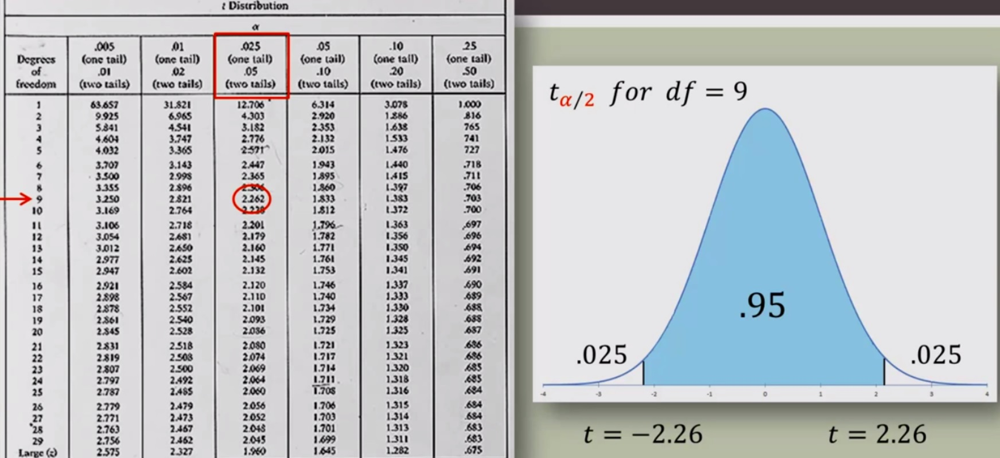 t Distribution
α
Degrees of freedom .005 (one tail) .01 (two tails) .01 (one tail) .02 (two tails) .025 (one tail) .05 (two tails) .05 (one tail) .10 (two tails) .10 (one tail) .20 (two tails) .25 (one tail) .50 (two tails)
1 63.657 31.821 12.706 6.314 3.078 1.000
2 9.925 6.965 4.303 2.920 1.886 .816
3 5.841 4.541 3.182 2.353 1.638 765
4 4.604 3.747 2.776 2.132 1.533 741
5 4.032 3.365 2.571 2.015 1.476 727
6 3.707 3.143 2.447 1.943 1.440 .718
7 3.500 2.998 2.365 1.895 1.415 .711
8 3.355 2.896 2.306 1.860 1.397 .706
9 3.250 2.821 2.262 1.833 1.383 .703
10 3.169 2.764 2.228 1.812 1.372 .700
11 3.106 2.718 2.201 1.796 1.363 .697
12 3.054 2.681 2.179 1.782 1.356 .696
13 3.012 2.650 2.160 1.771 1.350 .694
14 2.977 2.625 2.145 1.761 1.345 .692
15 2.947 2.602 2.132 1.753 1.341 .691
16 2.921 2.584 2.120 1.746 1.337 .690
17 2.898 2.567 2.110 1.740 1.333 .689
18 2.878 2.552 2.101 1.734 1.330 .688
19 2.861 2.540 2.093 1.729 1.328 .688
20 2.845 2.528 2.086 1.725 1.325 .687
21 2.831 2.518 2.080 1.721 1.323 .686
22 2.819 2.508 2.074 1.717 1.321 .686
23 2.807 2.500 2.069 1.714 1.320 .685
24 2.797 2.492 2.064 1.711 1.318 .685
25 2.787 2.485 2.060 1.708 1.316 .684
26 2.779 2.479 2.056 1.706 1.315 .684
27 2.771 2.473 2.052 1.703 1.314 .684
28 2.763 2.467 2.048 1.701 1.313 .683
29 2.756 2.462 2.045 1.699 1.311 .683
Large (z) 2.575 2.327 1.960 1.645 1.282 .675
tα/2 for df = 9
.95
.025 .025
-4 -3 -2 -1 0 1 2 3 4
t = −2.26 t = 2.26